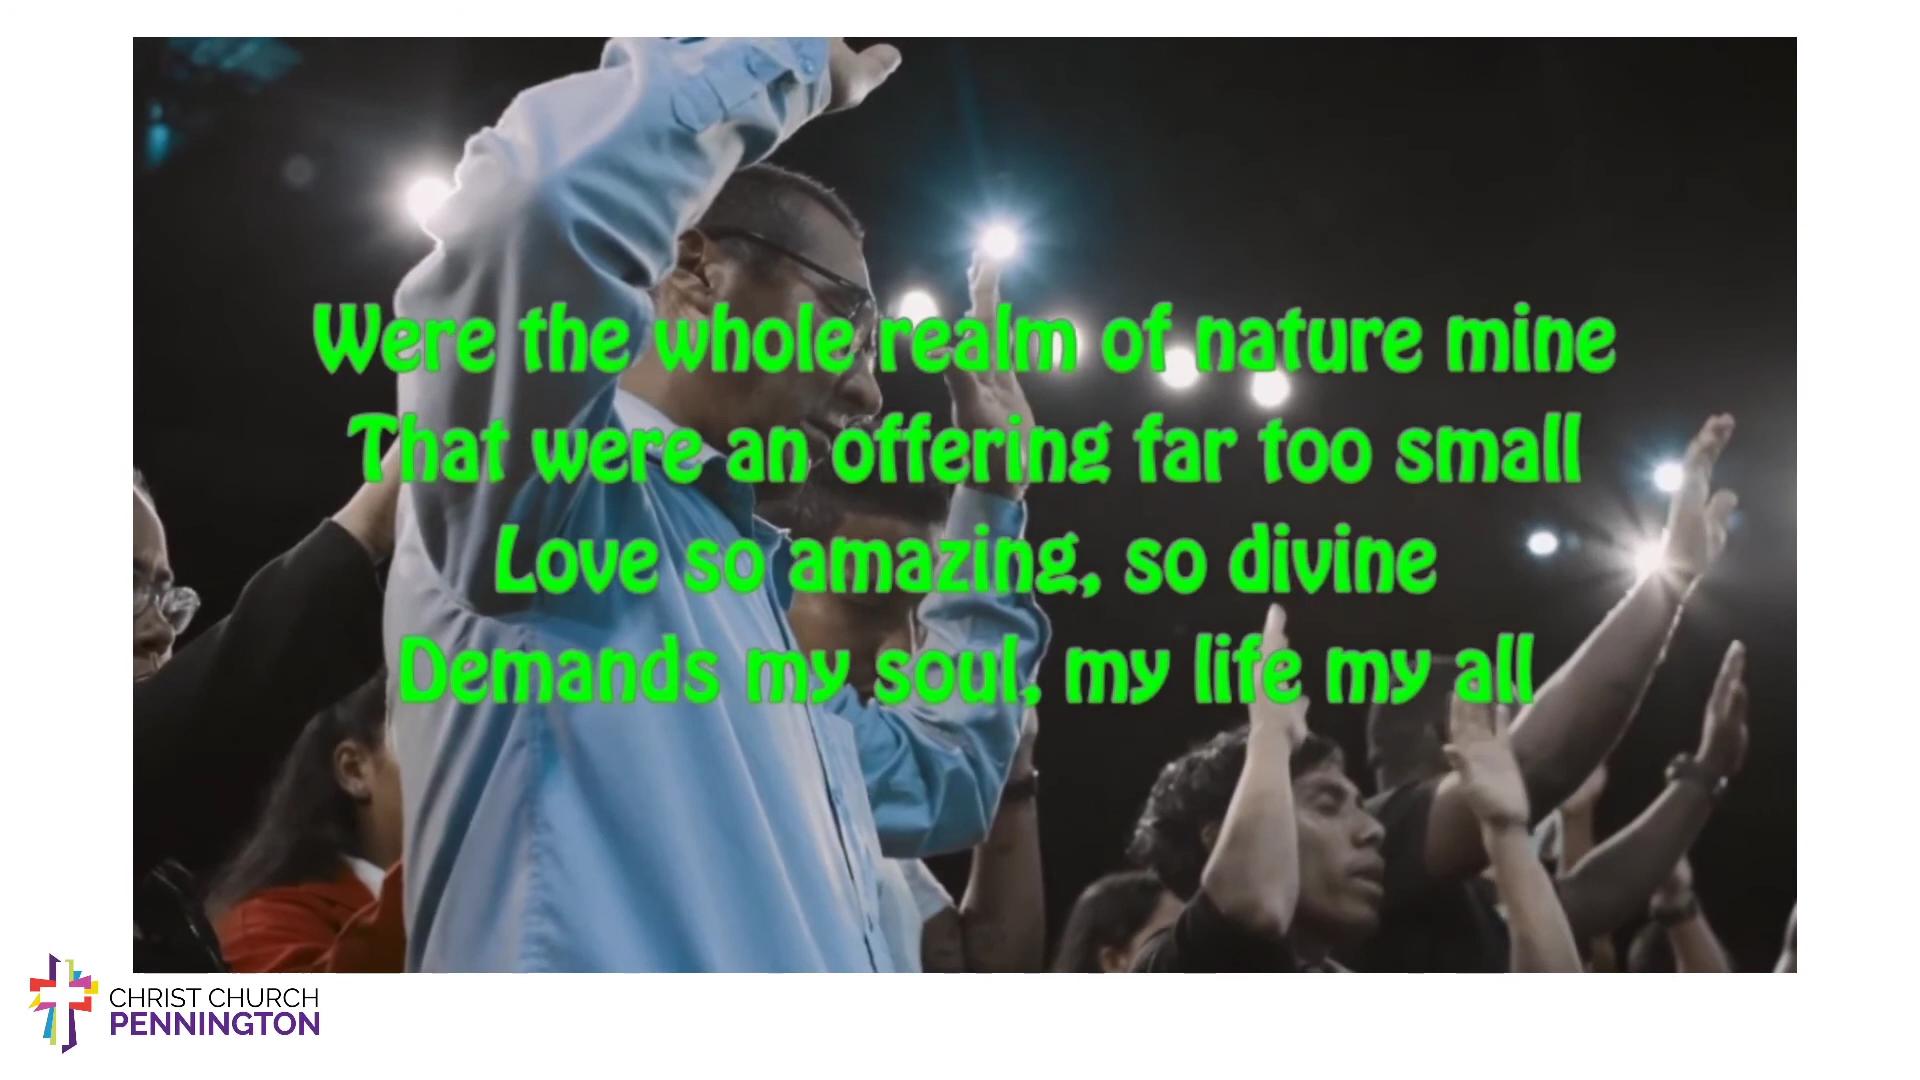 Were the whole realm of nature mine
That were an offering far too small
Love so amazing, so divine
Demands my soul, my life my all
CHRIST CHURCH
PENNINGTON